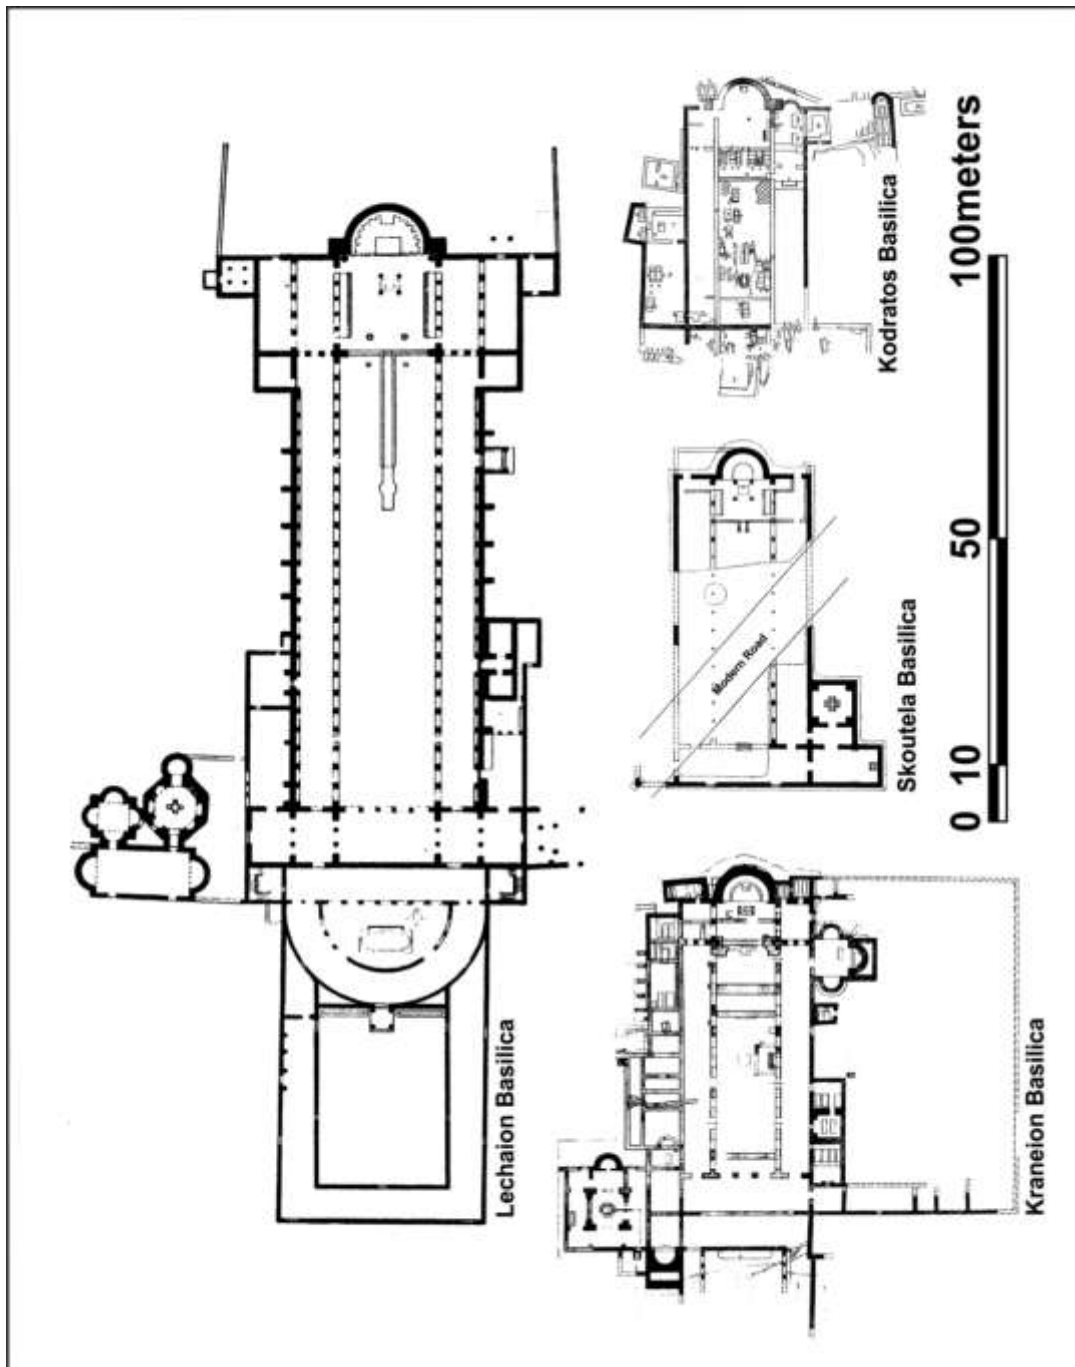 Lechaion Basilica
Kraneion Basilica
Skoutela Basilica
Modern Road
Kodratos Basilica
0 10 50 100meters